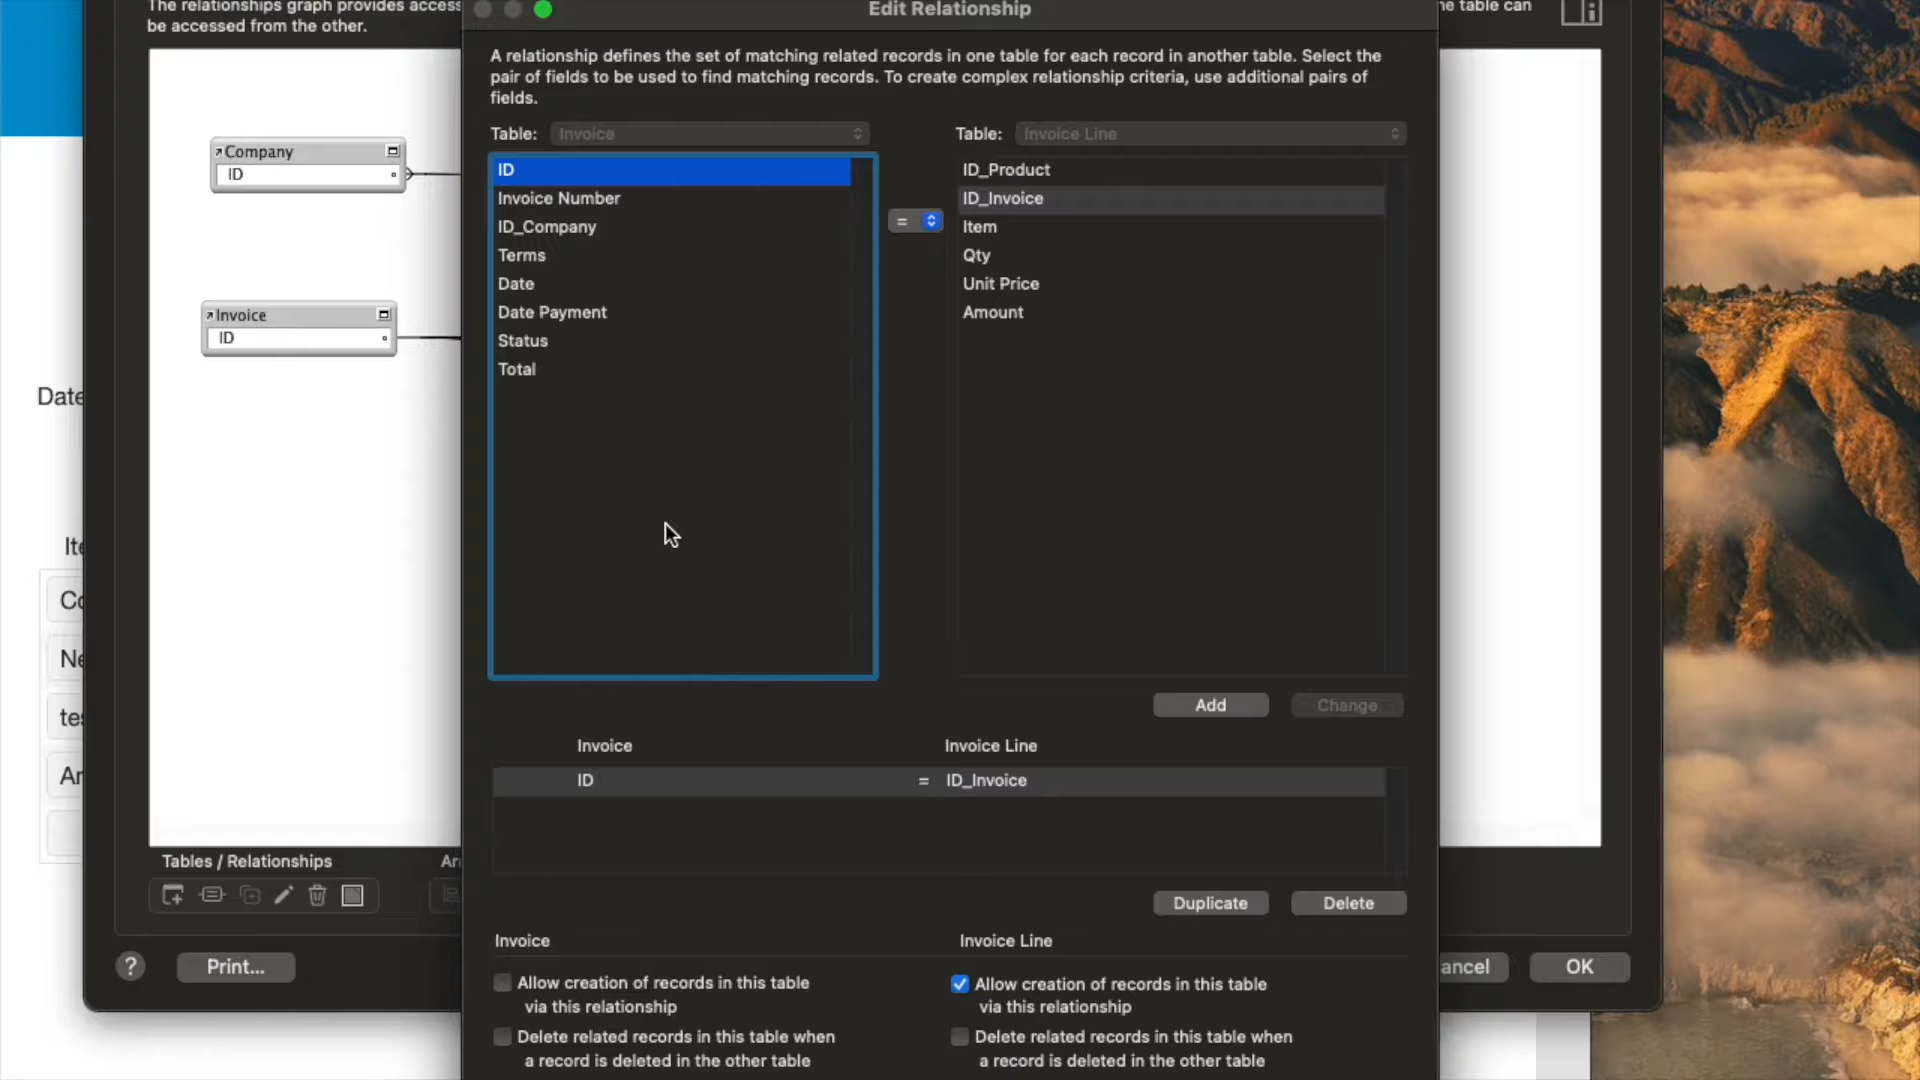 The relationships graph provides access
be accessed from the other.
ne table can
Edit Relationship
A relationship defines the set of matching related records in one table for each record in another table. Select the
pair of fields to be used to find matching records. To create complex relationship criteria, use additional pairs of
fields.
Table: Invoice
Table: Invoice Line
ID
Invoice Number
ID_Company
Terms
Date
Date Payment
Status
Total
=
ID_Product
ID_Invoice
Item
Qty
Unit Price
Amount
Company
ID
Invoice
ID
Date
Ite
Co
Ne
tes
Add
Change
Invoice
Invoice Line
ID = ID_Invoice
Duplicate
Delete
Tables / Relationships
?
Print...
Invoice
Invoice Line
Allow creation of records in this table
via this relationship
Delete related records in this table when
a record is deleted in the other table
Allow creation of records in this table
via this relationship
Delete related records in this table when
a record is deleted in the other table
ancel
OK